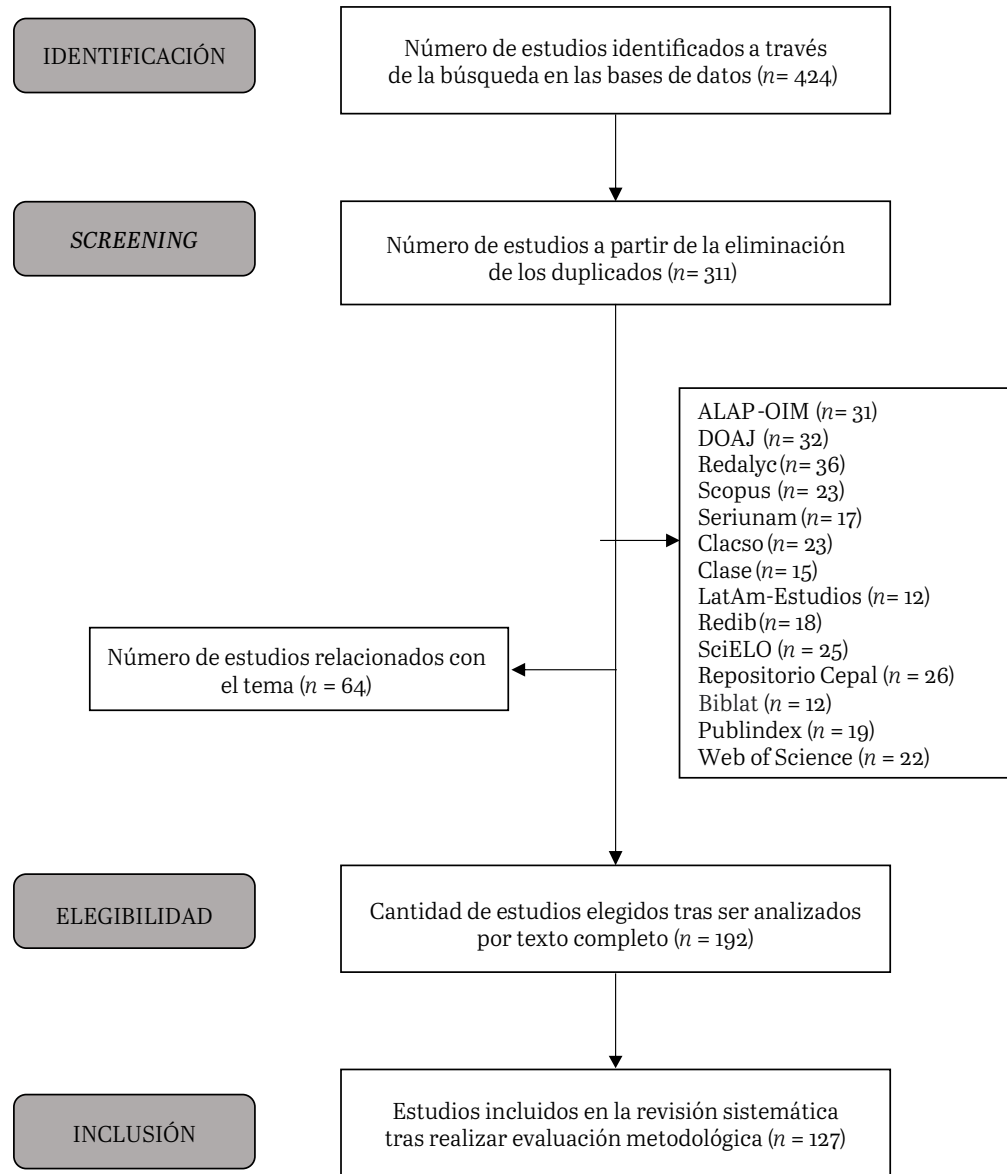 IDENTIFICACIÓN
Número de estudios identificados a través
de la búsqueda en las bases de datos (n= 424)
SCREENING
Número de estudios a partir de la eliminación
de los duplicados (n= 311)
ALAP-OIM (n= 31)
DOAJ (n= 32)
Redalyc (n= 36)
Scopus (n= 23)
Seriunam (n= 17)
Clacso (n= 23)
Clase (n= 15)
LatAm-Estudios (n= 12)
Redib (n= 18)
SciELO (n = 25)
Repositorio Cepal (n = 26)
Biblat (n = 12)
Publindex (n = 19)
Web of Science (n = 22)
Número de estudios relacionados con
el tema (n = 64)
ELEGIBILIDAD
Cantidad de estudios elegidos tras ser analizados
por texto completo (n = 192)
INCLUSIÓN
Estudios incluidos en la revisión sistemática
tras realizar evaluación metodológica (n = 127)